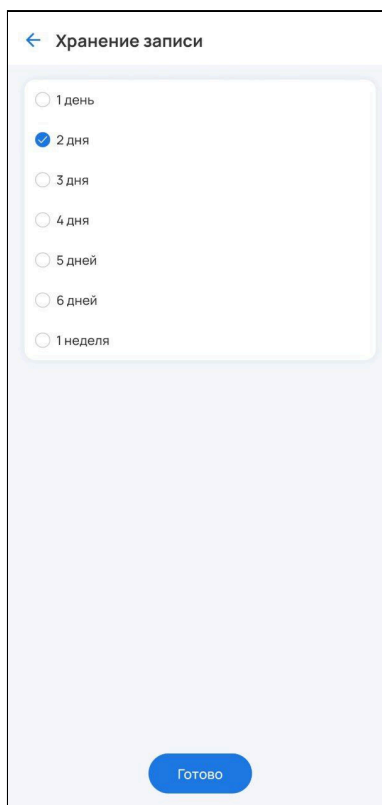 Хранение записи
1 день
2 дня
3 дня
4 дня
5 дней
6 дней
1 неделя
Готово